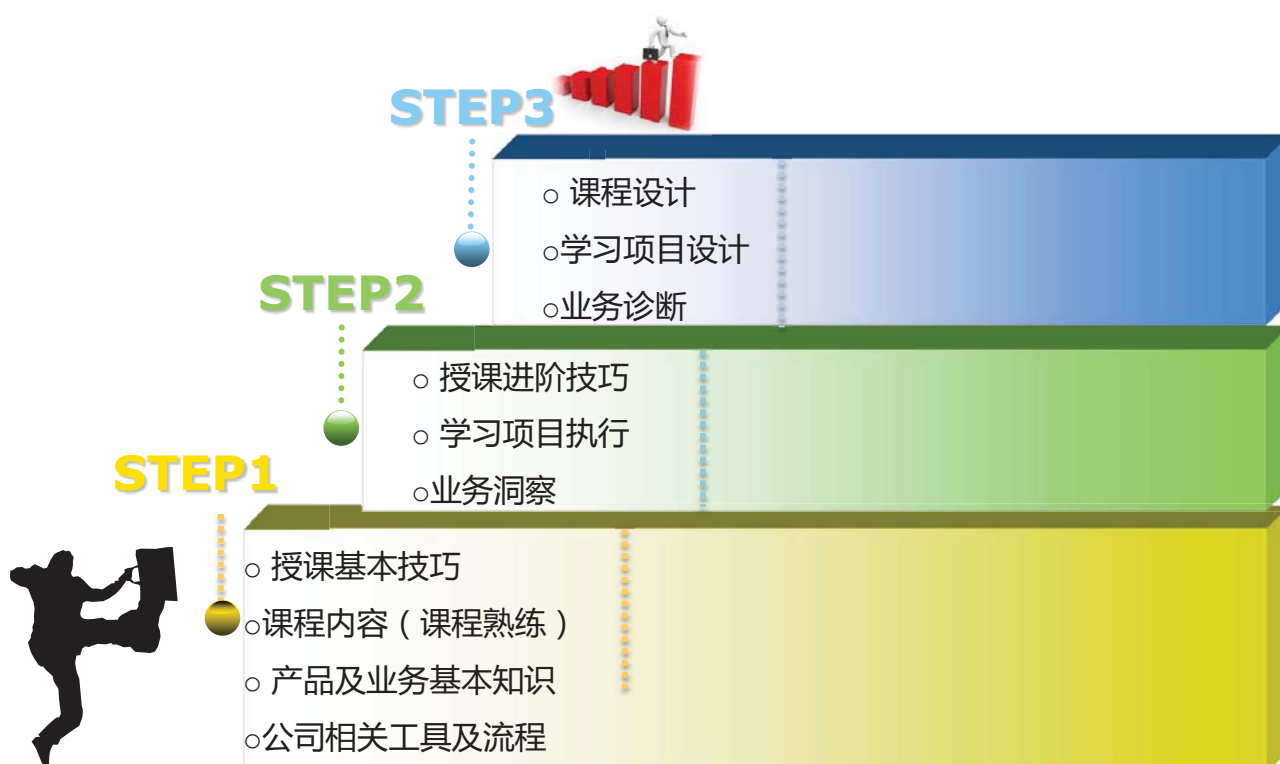 STEP3
○ 课程设计
○学习项目设计
○业务诊断
STEP2
○ 授课进阶技巧
○ 学习项目执行
○业务洞察
STEP1
○ 授课基本技巧
○课程内容（课程熟练）
○ 产品及业务基本知识
○公司相关工具及流程